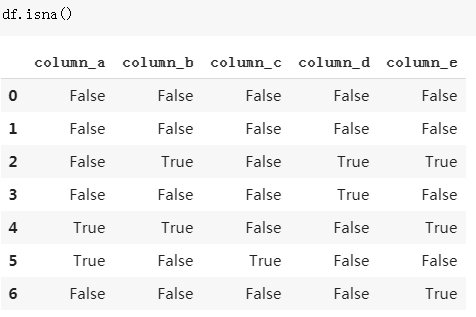 df.isna()
column_a column_b column_c column_d column_e
0 False False False False False
1 False False False False False
2 False True False True True
3 False False False True False
4 True True False False True
5 True False True False False
6 False False False False True